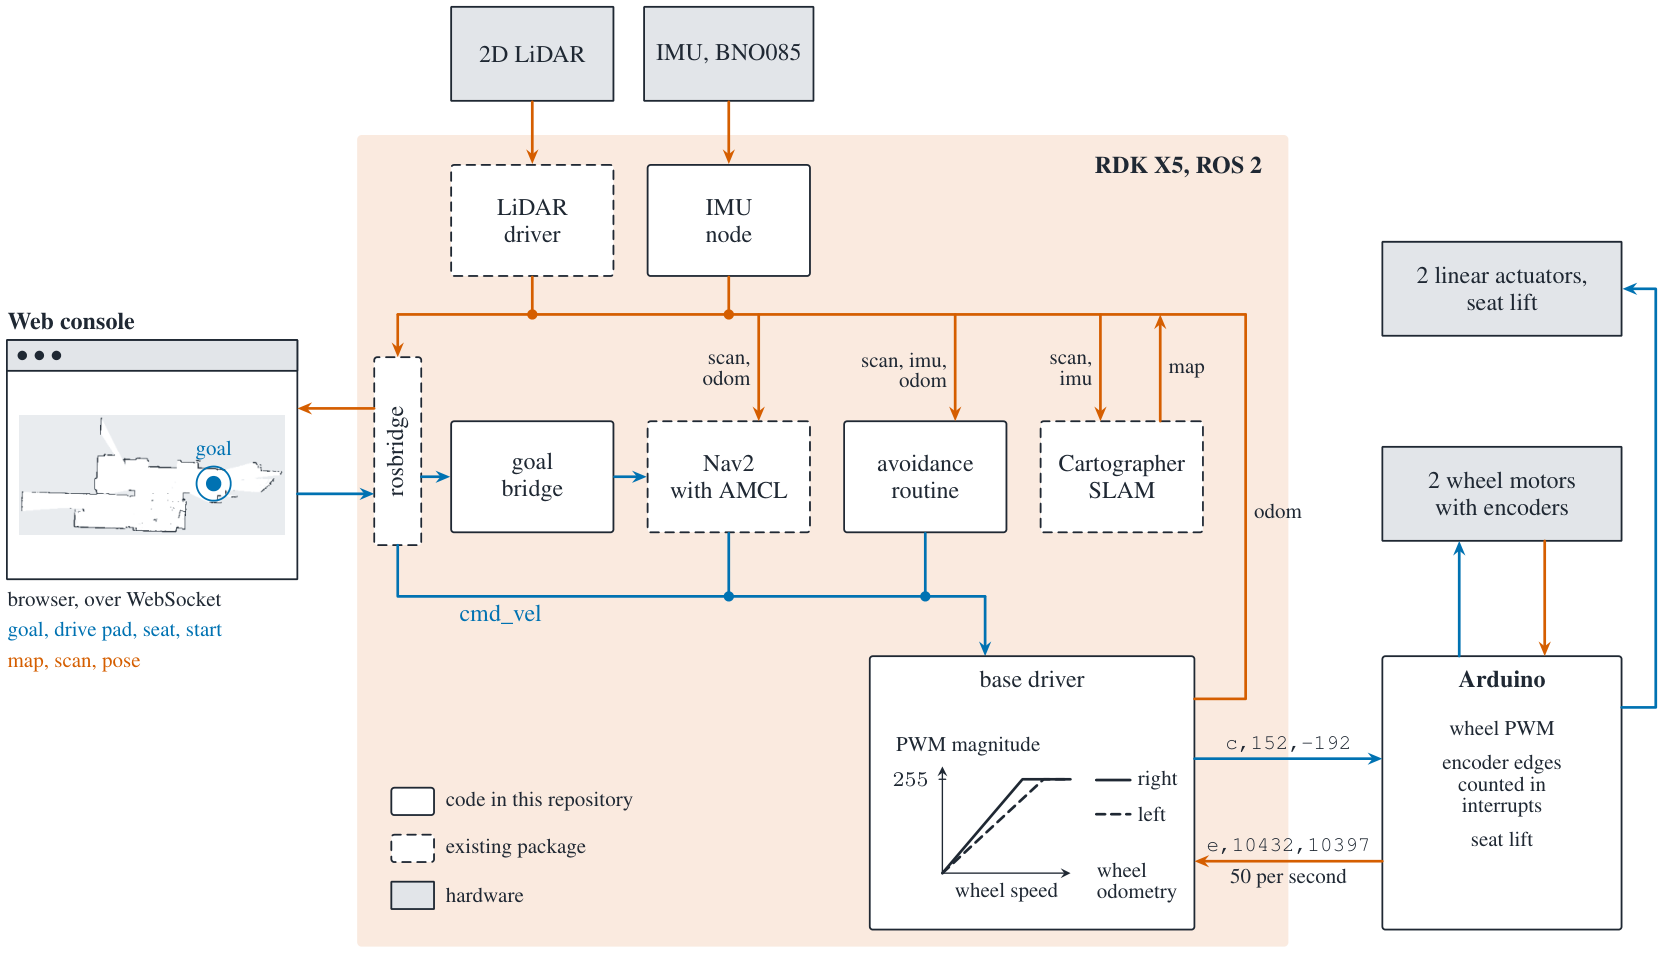 2D LiDAR
IMU, BNO085
RDK X5, ROS 2
LiDAR
driver
IMU
node
2 linear actuators,
seat lift
Web console
scan,
odom
scan, imu,
odom
scan,
imu
map
goal
rosbridge
goal
bridge
Nav2
with AMCL
avoidance
routine
Cartographer
SLAM
odom
2 wheel motors
with encoders
browser, over WebSocket
goal, drive pad, seat, start
map, scan, pose
cmd_vel
base driver
PWM magnitude
255
right
left
wheel speed
wheel
odometry
c,152,-192
e,10432,10397
50 per second
Arduino
wheel PWM
encoder edges
counted in
interrupts
seat lift
code in this repository
existing package
hardware